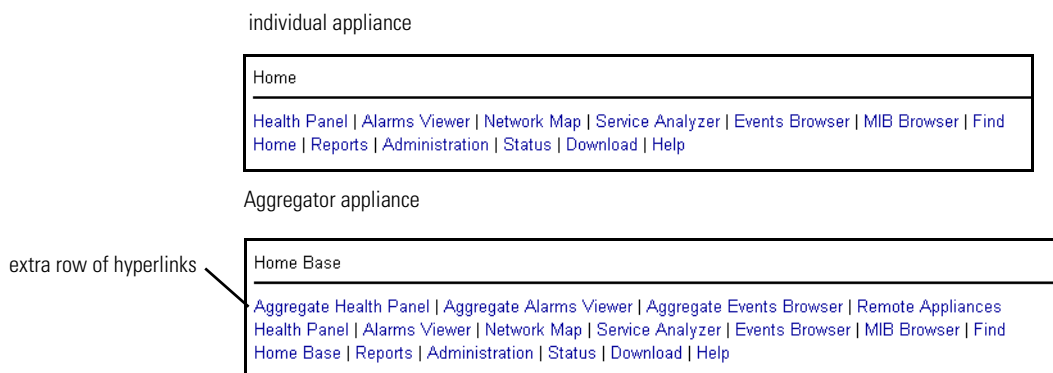 individual appliance
Home
Health Panel | Alarms Viewer | Network Map | Service Analyzer | Events Browser | MIB Browser | Find
Home | Reports | Administration | Status | Download | Help
Aggregator appliance
extra row of hyperlinks
Home Base
Aggregate Health Panel | Aggregate Alarms Viewer | Aggregate Events Browser | Remote Appliances
Health Panel | Alarms Viewer | Network Map | Service Analyzer | Events Browser | MIB Browser | Find
Home Base | Reports | Administration | Status | Download | Help